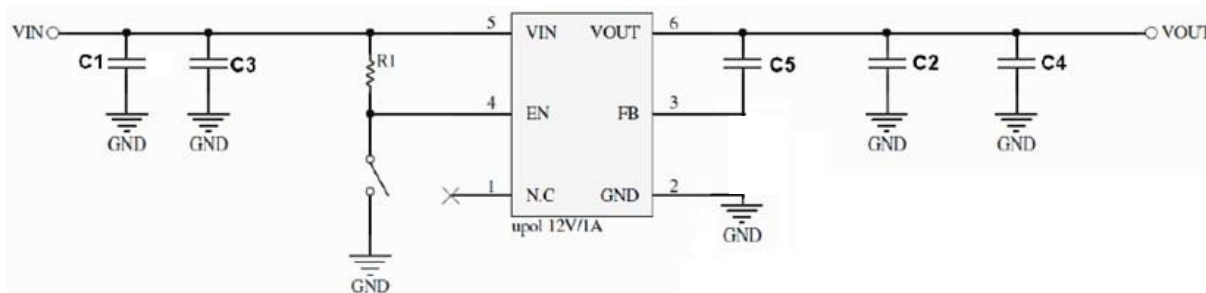 VIN
5
VIN
VOUT
6
VOUT
C1
C3
R1
C5
C2
C4
4
EN
FB
3
GND
GND
GND
GND
1
N.C
GND
2
upol 12V/1A
GND
GND